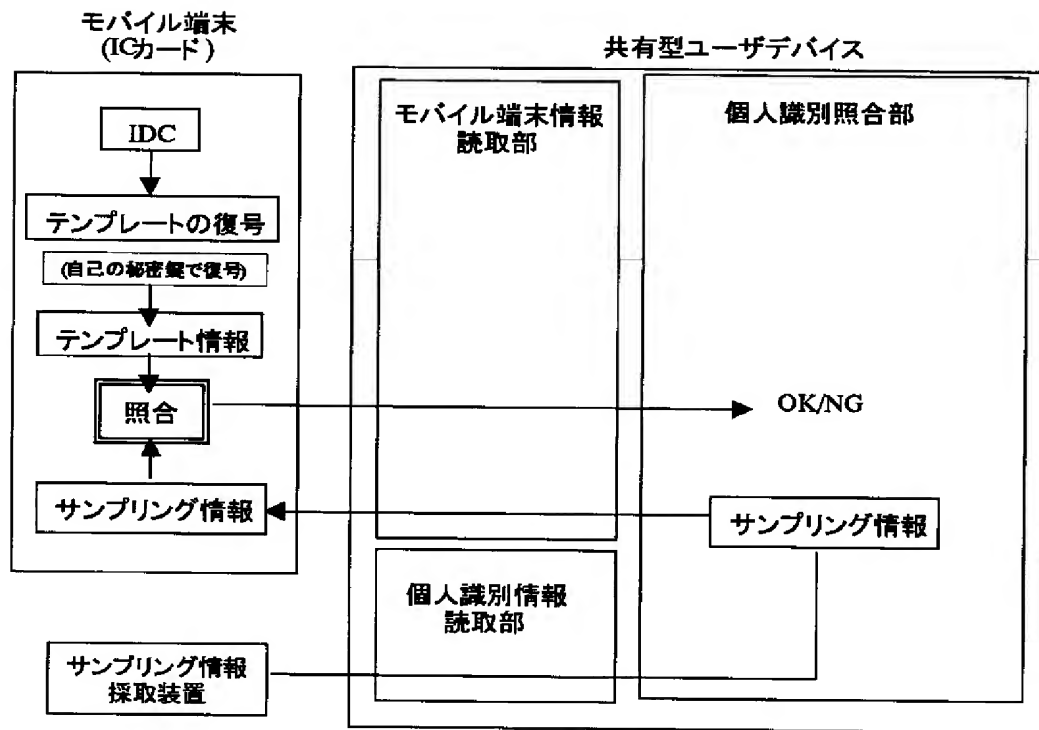 モバイル端末
(ICカード)
IDC
テンプレートの復号
(自己の秘密鍵で復号)
テンプレート情報
照合
サンプリング情報
サンプリング情報
採取装置
共有型ユーザデバイス
モバイル端末情報
読取部
個人識別情報
読取部
個人識別照合部
OK/NG
サンプリング情報